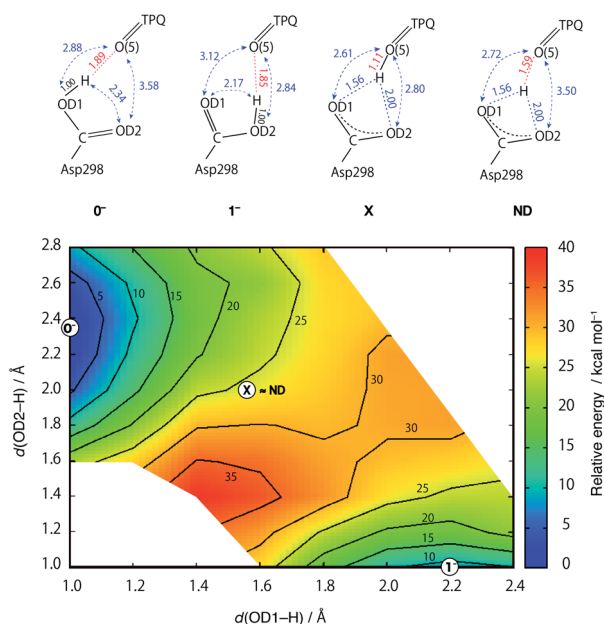 TPQ TPQ TPQ TPQ
2.88 1.89 O(5) 3.12 O(5) 2.61 1.11 O(5) 2.72 1.59 O(5)
1.00 H 2.34 3.58 2.17 1.85 2.84 H 1.56 2.00 2.80 H 1.56 2.00 3.50
OD1 OD1 H 1.00 OD1 OD1
C OD2 C OD2 C OD2 C OD2
Asp298 Asp298 Asp298 Asp298
0⁻ 1⁻ X ND
2.8 40
2.6 5 10 15 20 25 35
2.4 30
0⁻
2.2 30 25
2.0 X ≈ ND 20
1.8 30 15
1.6 35 10
1.4 25
1.2 20 5
15
1.0 10 1⁻ 0
1.0 1.2 1.4 1.6 1.8 2.0 2.2 2.4
d(OD2–H) / Å
d(OD1–H) / Å
Relative energy / kcal mol⁻¹